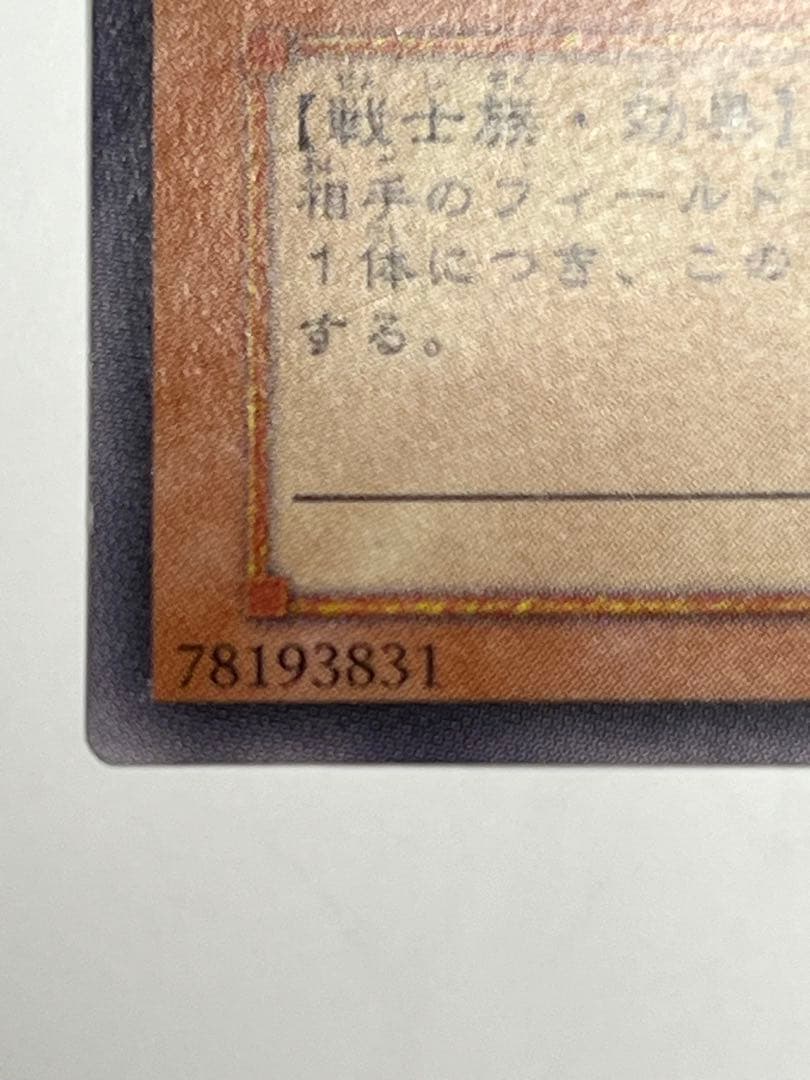 【戦士族・効果】
相手のフィールド
1体につき、この
する。
78193831